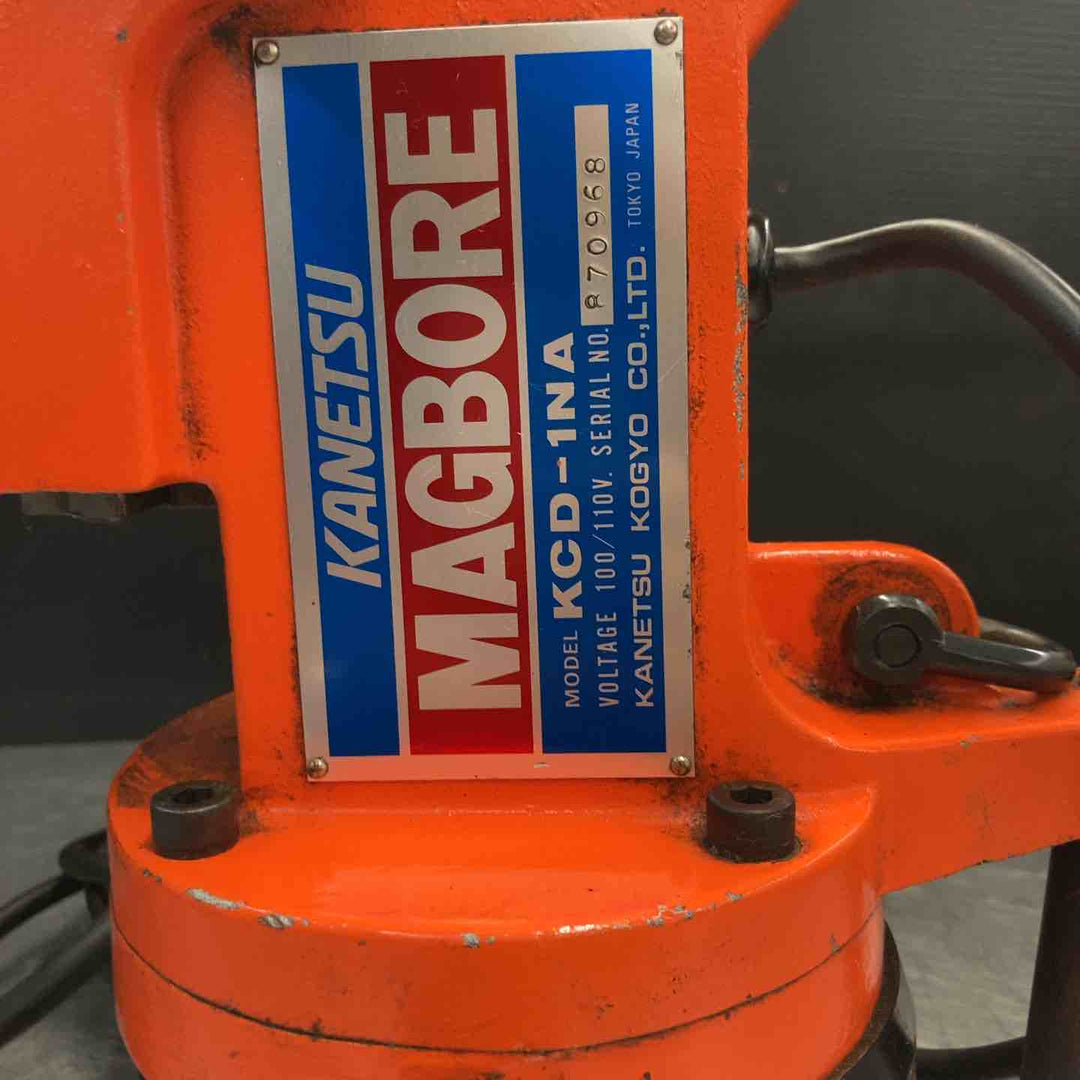 KANETSU
MAGBORE
MODEL KCD-1NA
VOLTAGE 100/110V. SERIAL NO. 870968
KANETSU KOGYO CO.,LTD. TOKYO JAPAN